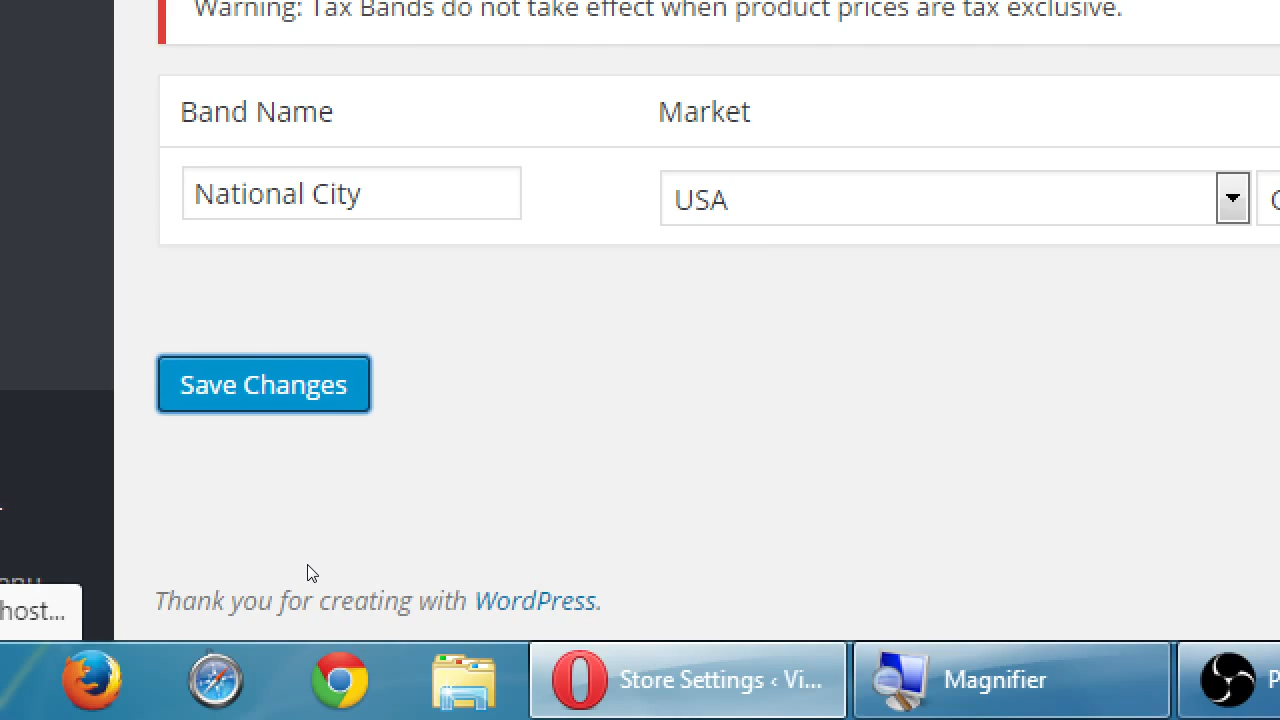 Warning: Tax Bands do not take effect when product prices are tax exclusive.
Band Name Market
National City USA
Save Changes
Thank you for creating with WordPress.
host...
Store Settings ‹ Vi... Magnifier P